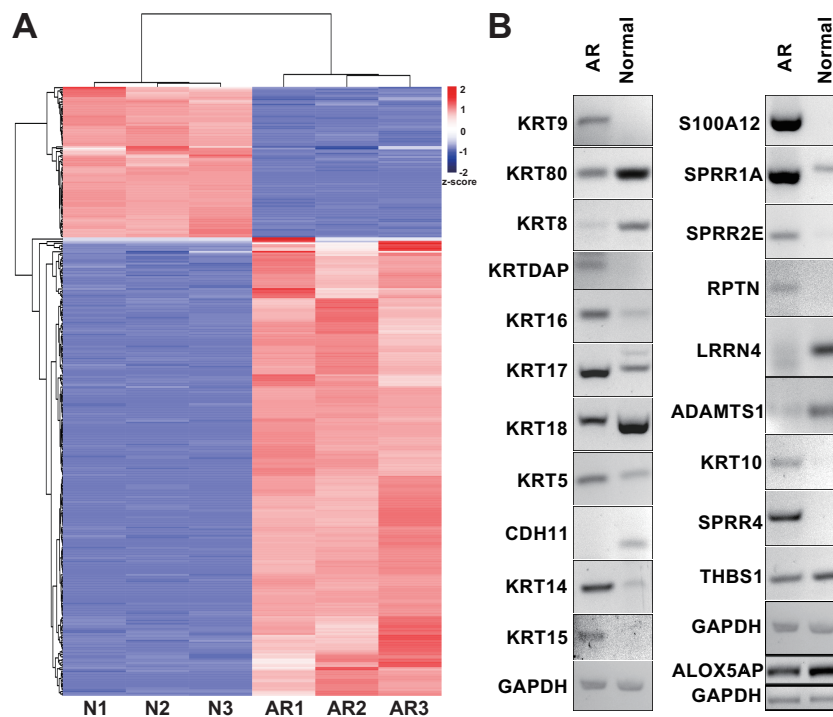 A
2
1
0
-1
-2
z-score
N1 N2 N3 AR1 AR2 AR3
B
AR Normal
KRT9
KRT80
KRT8
KRTDAP
KRT16
KRT17
KRT18
KRT5
CDH11
KRT14
KRT15
GAPDH
AR Normal
S100A12
SPRR1A
SPRR2E
RPTN
LRRN4
ADAMTS1
KRT10
SPRR4
THBS1
GAPDH
ALOX5AP
GAPDH